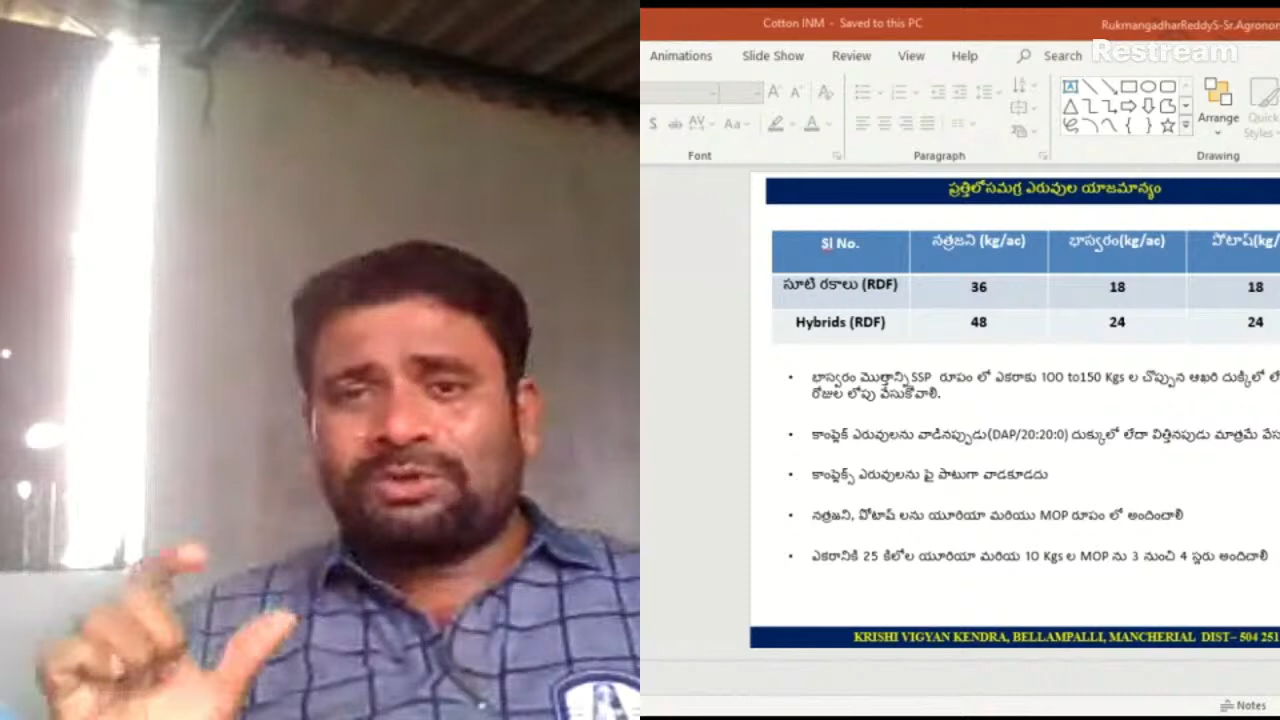 Cotton INM - Saved to this PC
RukmangadharReddyS-Sr.Agronom
Restream
Animations Slide Show Review View Help Search
Arrange
Quick
Styles
Font Paragraph Drawing
ప్రత్తిలోసమగ్ర ఎరువుల యాజమాన్యం
Sl No. నత్రజని (kg/ac) భాస్వరం(kg/ac) పోటాష్(kg/
సూటి రకాలు (RDF) 36 18 18
Hybrids (RDF) 48 24 24
• భాస్వరం మొత్తాన్ని SSP రూపం లో ఎకరాకు 100 to150 Kgs ల చొప్పున ఆఖరి దుక్కిలో లే
రోజుల లోపు వేసుకోవాలి.
• కాంప్లెక్ ఎరువులను వాడినప్పుడు(DAP/20:20:0) దుక్కులో లేదా విత్తినపుడు మాత్రమే వేస
• కాంప్లెక్స్ ఎరువులను పై పాటుగా వాడకూడదు
• నత్రజని, పోటాష్ లను యూరియా మరియు MOP రూపం లో అందించాలి
• ఎకరానికి 25 కిలోల యూరియా మరియ 10 Kgs ల MOP ను 3 నుంచి 4 స్లరు అందిచాలి
KRISHI VIGYAN KENDRA, BELLAMPALLI, MANCHERIAL DIST– 504 251
Notes